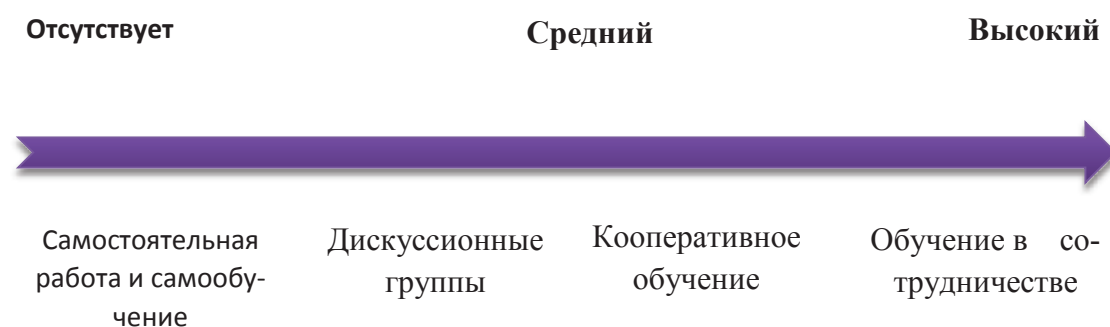 Отсутствует Средний Высокий
Самостоятельная
работа и самообу-
чение
Дискуссионные
группы
Кооперативное
обучение
Обучение в со-
трудничестве